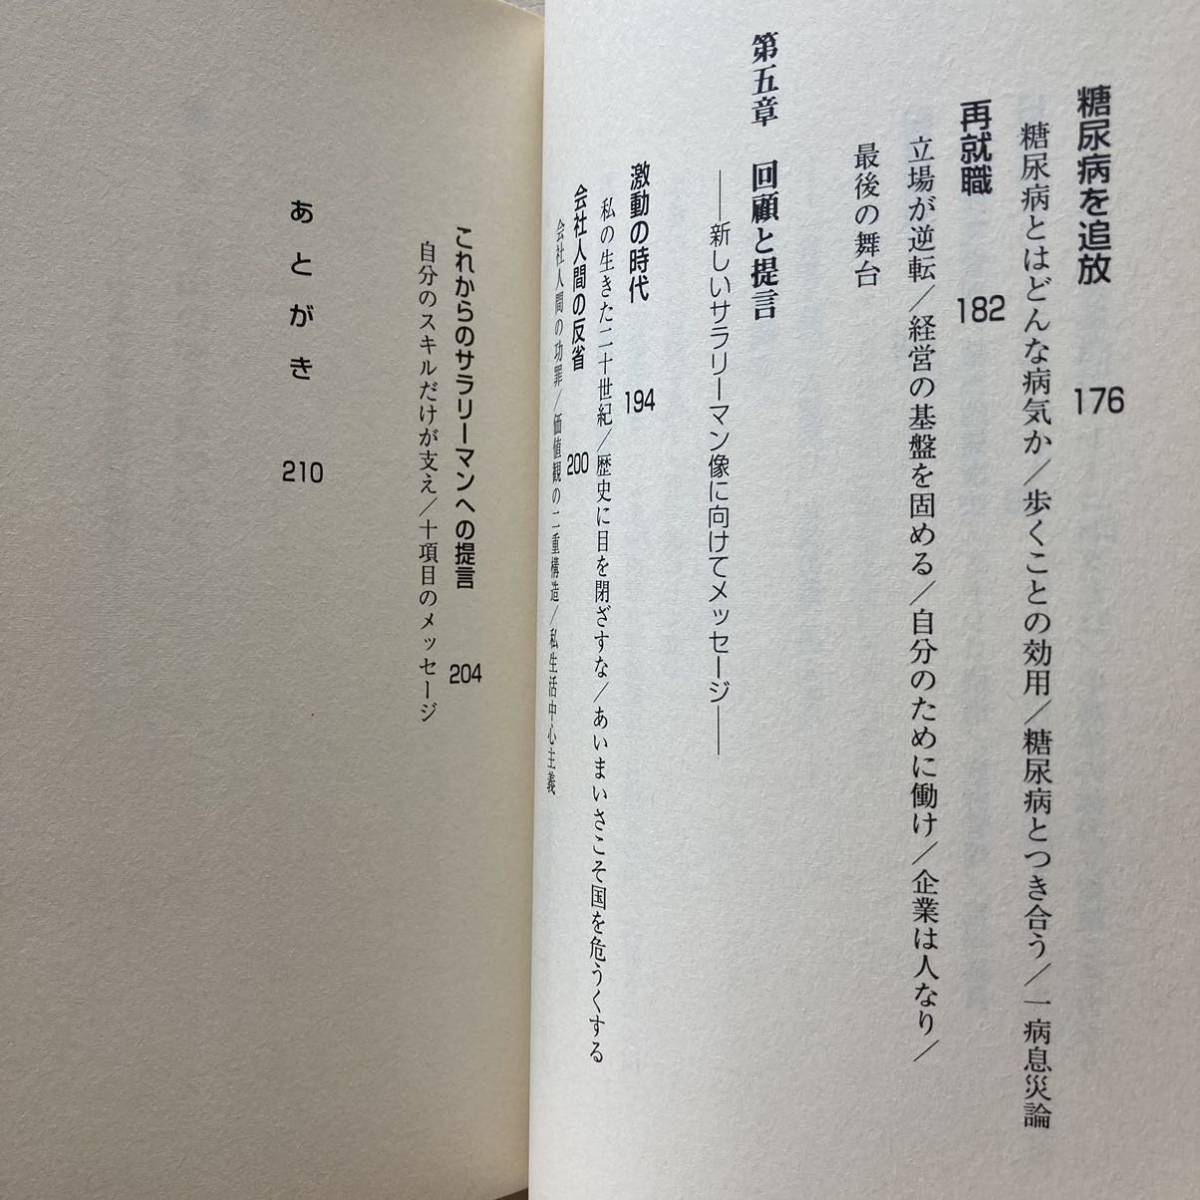 糖尿病を追放 176
糖尿病とはどんな病気か／歩くことの効用／糖尿病とつき合う／一病息災論
再就職 182
立場が逆転／経営の基盤を固める／自分のために働け／企業は人なり／
最後の舞台
第五章 回顧と提言
——新しいサラリーマン像に向けてメッセージ——
激動の時代 194
私の生きた二十世紀／歴史に目を閉ざすな／あいまいさこそ国を危うくする
会社人間の反省 200
会社人間の功罪／価値観の二重構造／私生活中心主義
これからのサラリーマンへの提言 204
自分のスキルだけが支え／十項目のメッセージ
あとがき 210